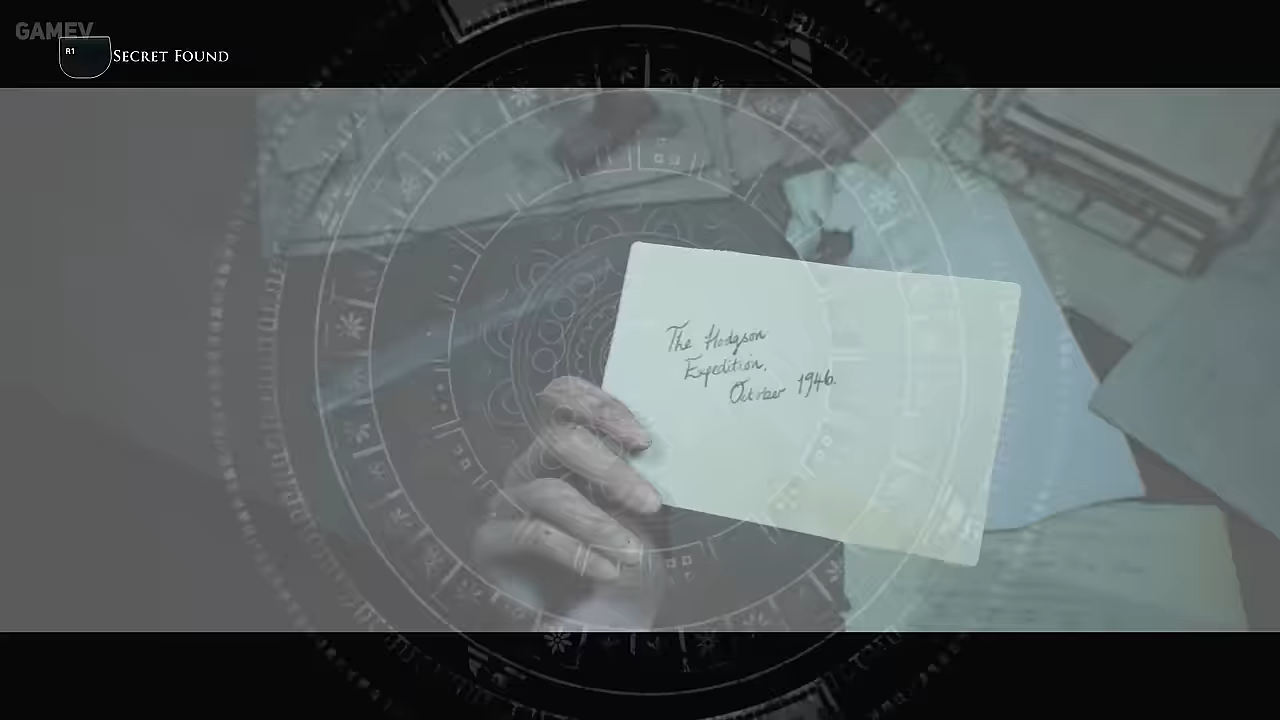 GAMEV
R1
SECRET FOUND
The Hodgson
Expedition,
October 1946.